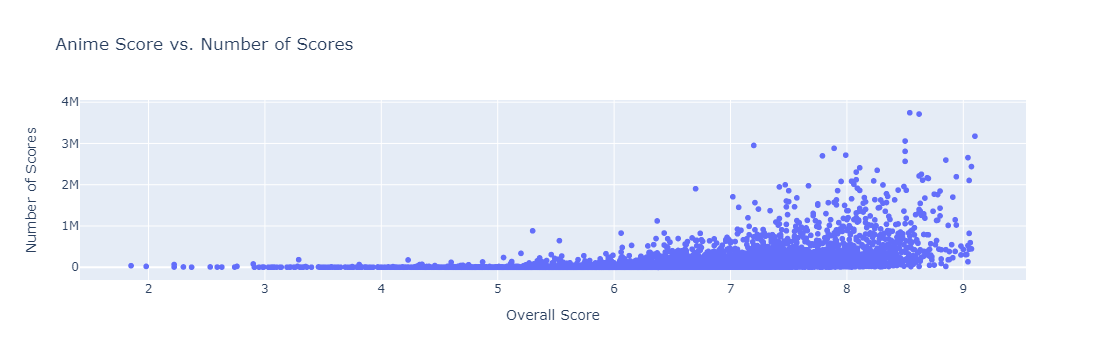 Anime Score vs. Number of Scores
4M
3M
2M
1M
0
Number of Scores
2 3 4 5 6 7 8 9
Overall Score